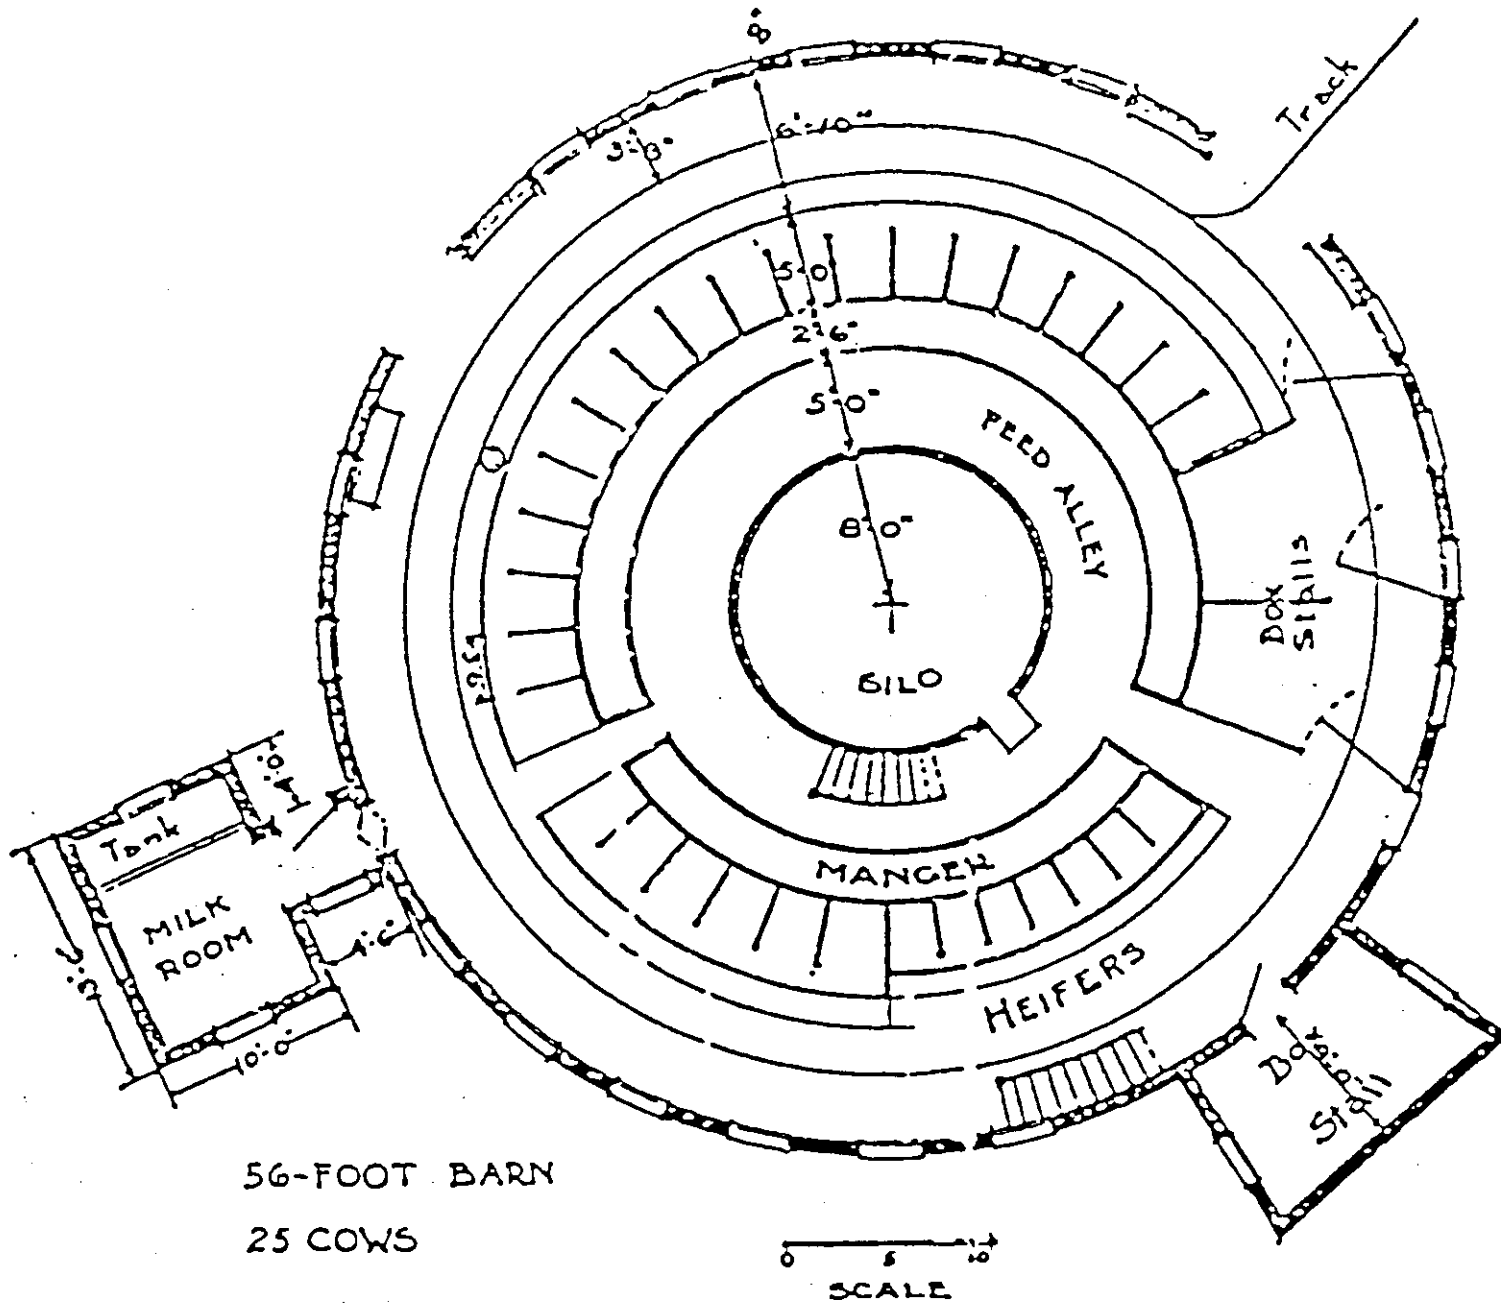 8"
Track
6'-10"
3'-8"
5'-0
2'-6"
5'-0"
FEED ALLEY
8'-0"
BOX
STALLS
SILO
Tank
MANGER
MILK
ROOM
4'-6"
HEIFERS
10'-0"
Box
Stall
56-FOOT BARN
25 COWS
0 5 10
SCALE